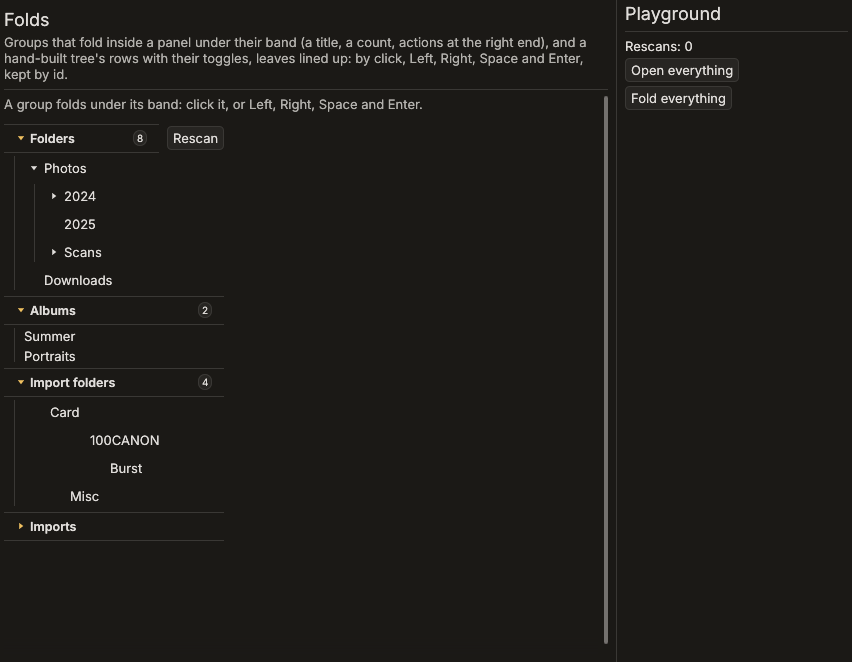 Folds
Groups that fold inside a panel under their band (a title, a count, actions at the right end), and a
hand-built tree's rows with their toggles, leaves lined up: by click, Left, Right, Space and Enter,
kept by id.
A group folds under its band: click it, or Left, Right, Space and Enter.
Folders 8 Rescan
Photos
2024
2025
Scans
Downloads
Albums 2
Summer
Portraits
Import folders 4
Card
100CANON
Burst
Misc
Imports
Playground
Rescans: 0
Open everything
Fold everything